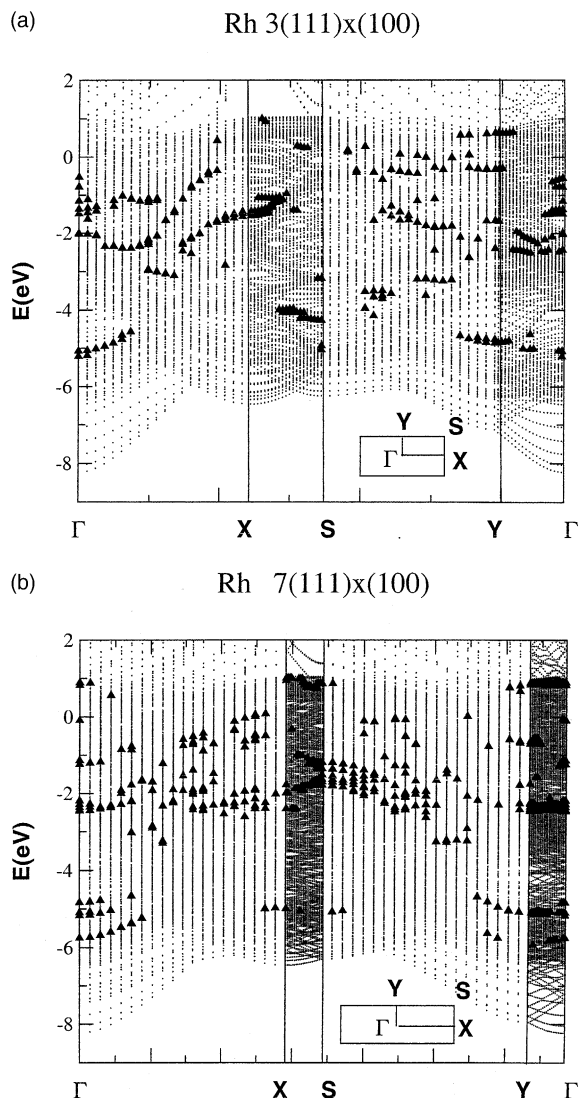 (a)
Rh 3(111)x(100)
2
0
-2
-4
-6
-8
E(eV)
Y S
Γ X
Γ X S Y Γ
(b)
Rh 7(111)x(100)
2
0
-2
-4
-6
-8
E(eV)
Y S
Γ X
Γ X S Y Γ